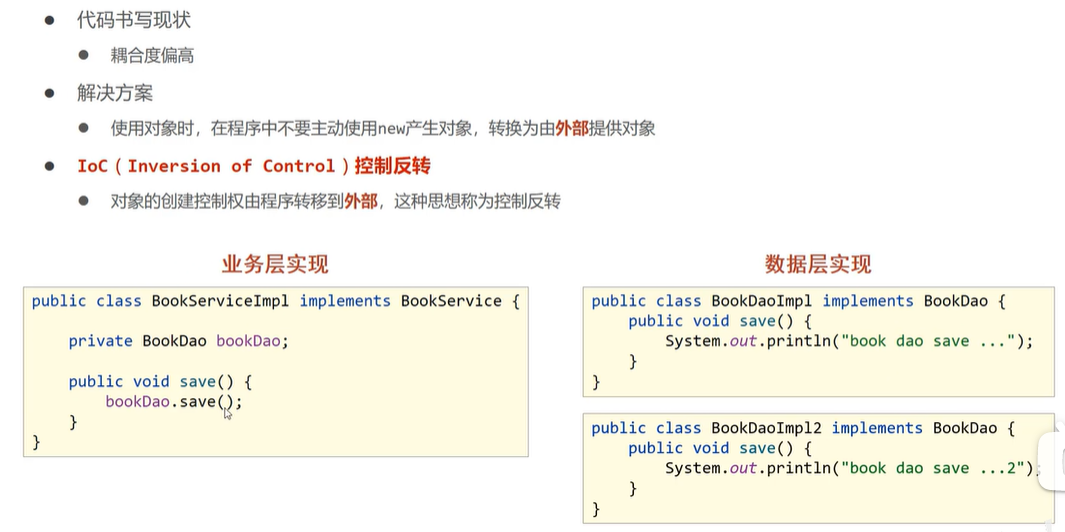 代码书写现状
耦合度偏高
解决方案
使用对象时，在程序中不要主动使用new产生对象，转换为由外部提供对象
IoC（Inversion of Control）控制反转
对象的创建控制权由程序转移到外部，这种思想称为控制反转
业务层实现
public class BookServiceImpl implements BookService {
private BookDao bookDao;
public void save() {
bookDao.save();
}
}
数据层实现
public class BookDaoImpl implements BookDao {
public void save() {
System.out.println("book dao save ...");
}
}
public class BookDaoImpl2 implements BookDao {
public void save() {
System.out.println("book dao save ...2");
}
}